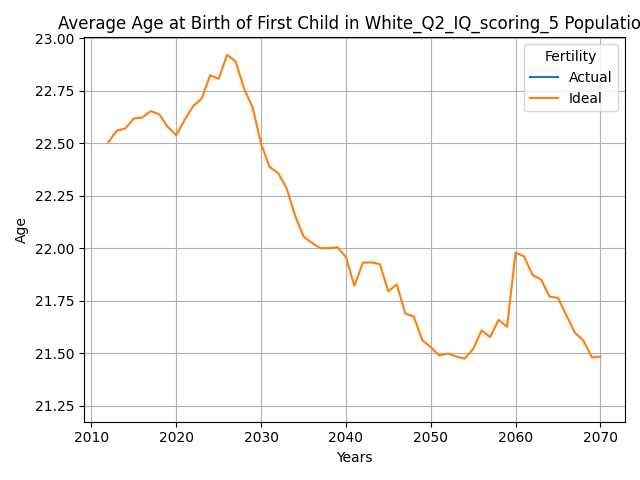 Average Age at Birth of First Child in White_Q2_IQ_scoring_5 Populatio
Fertility
Actual
Ideal
23.00
22.75
22.50
22.25
22.00
21.75
21.50
21.25
Age
2010 2020 2030 2040 2050 2060 2070
Years